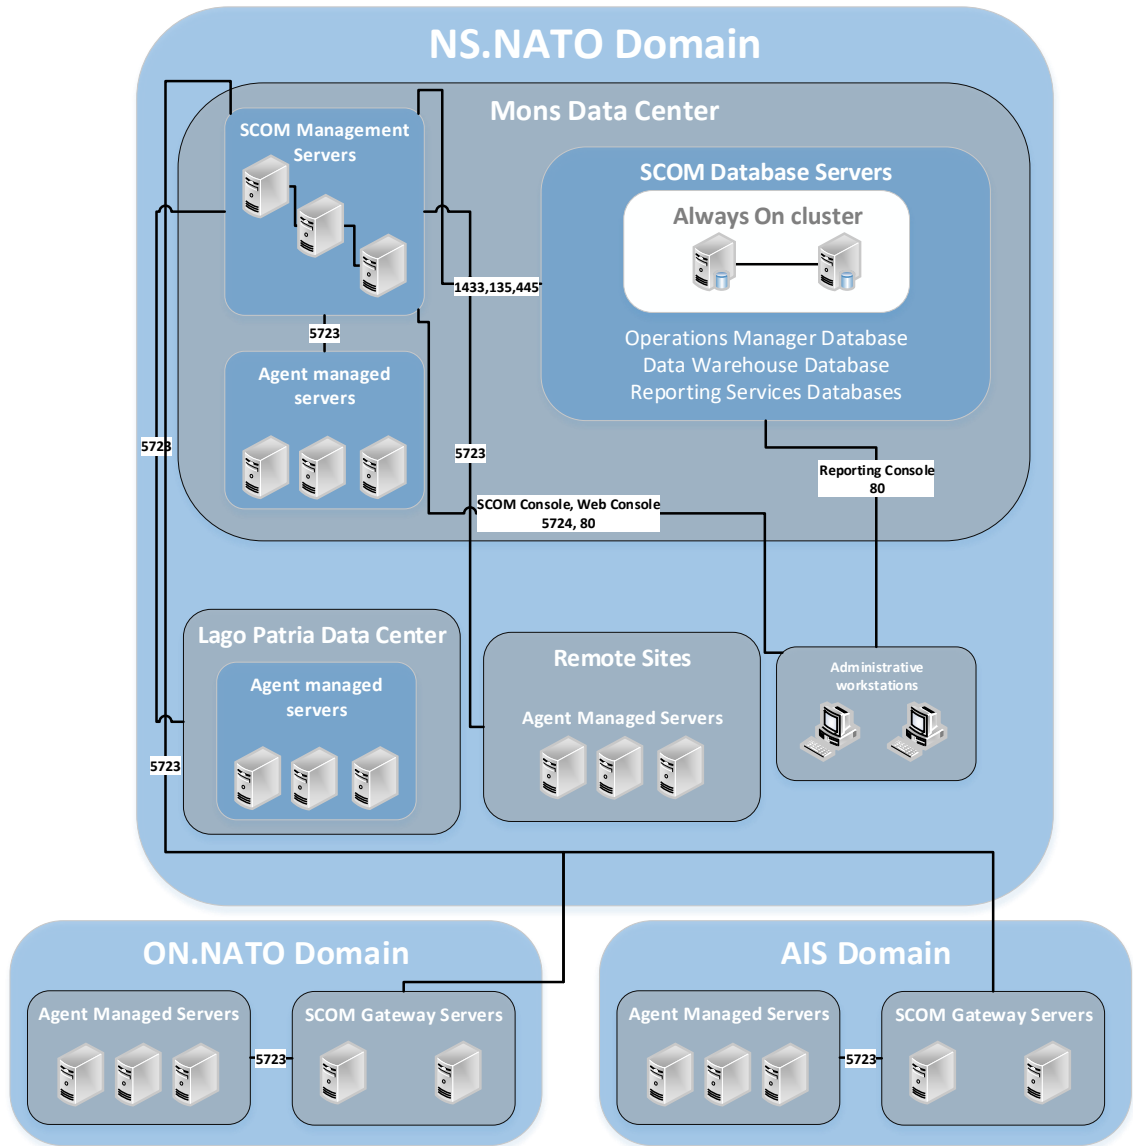 NS.NATO Domain
Mons Data Center
SCOM Management
Servers
SCOM Database Servers
Always On cluster
1433,135,445
5723
Operations Manager Database
Data Warehouse Database
Reporting Services Databases
Agent managed
servers
5723
5723
Reporting Console
80
SCOM Console, Web Console
5724, 80
Lago Patria Data Center
Agent managed
servers
Remote Sites
Agent Managed Servers
Administrative
workstations
5723
ON.NATO Domain
Agent Managed Servers
SCOM Gateway Servers
5723
AIS Domain
Agent Managed Servers
SCOM Gateway Servers
5723